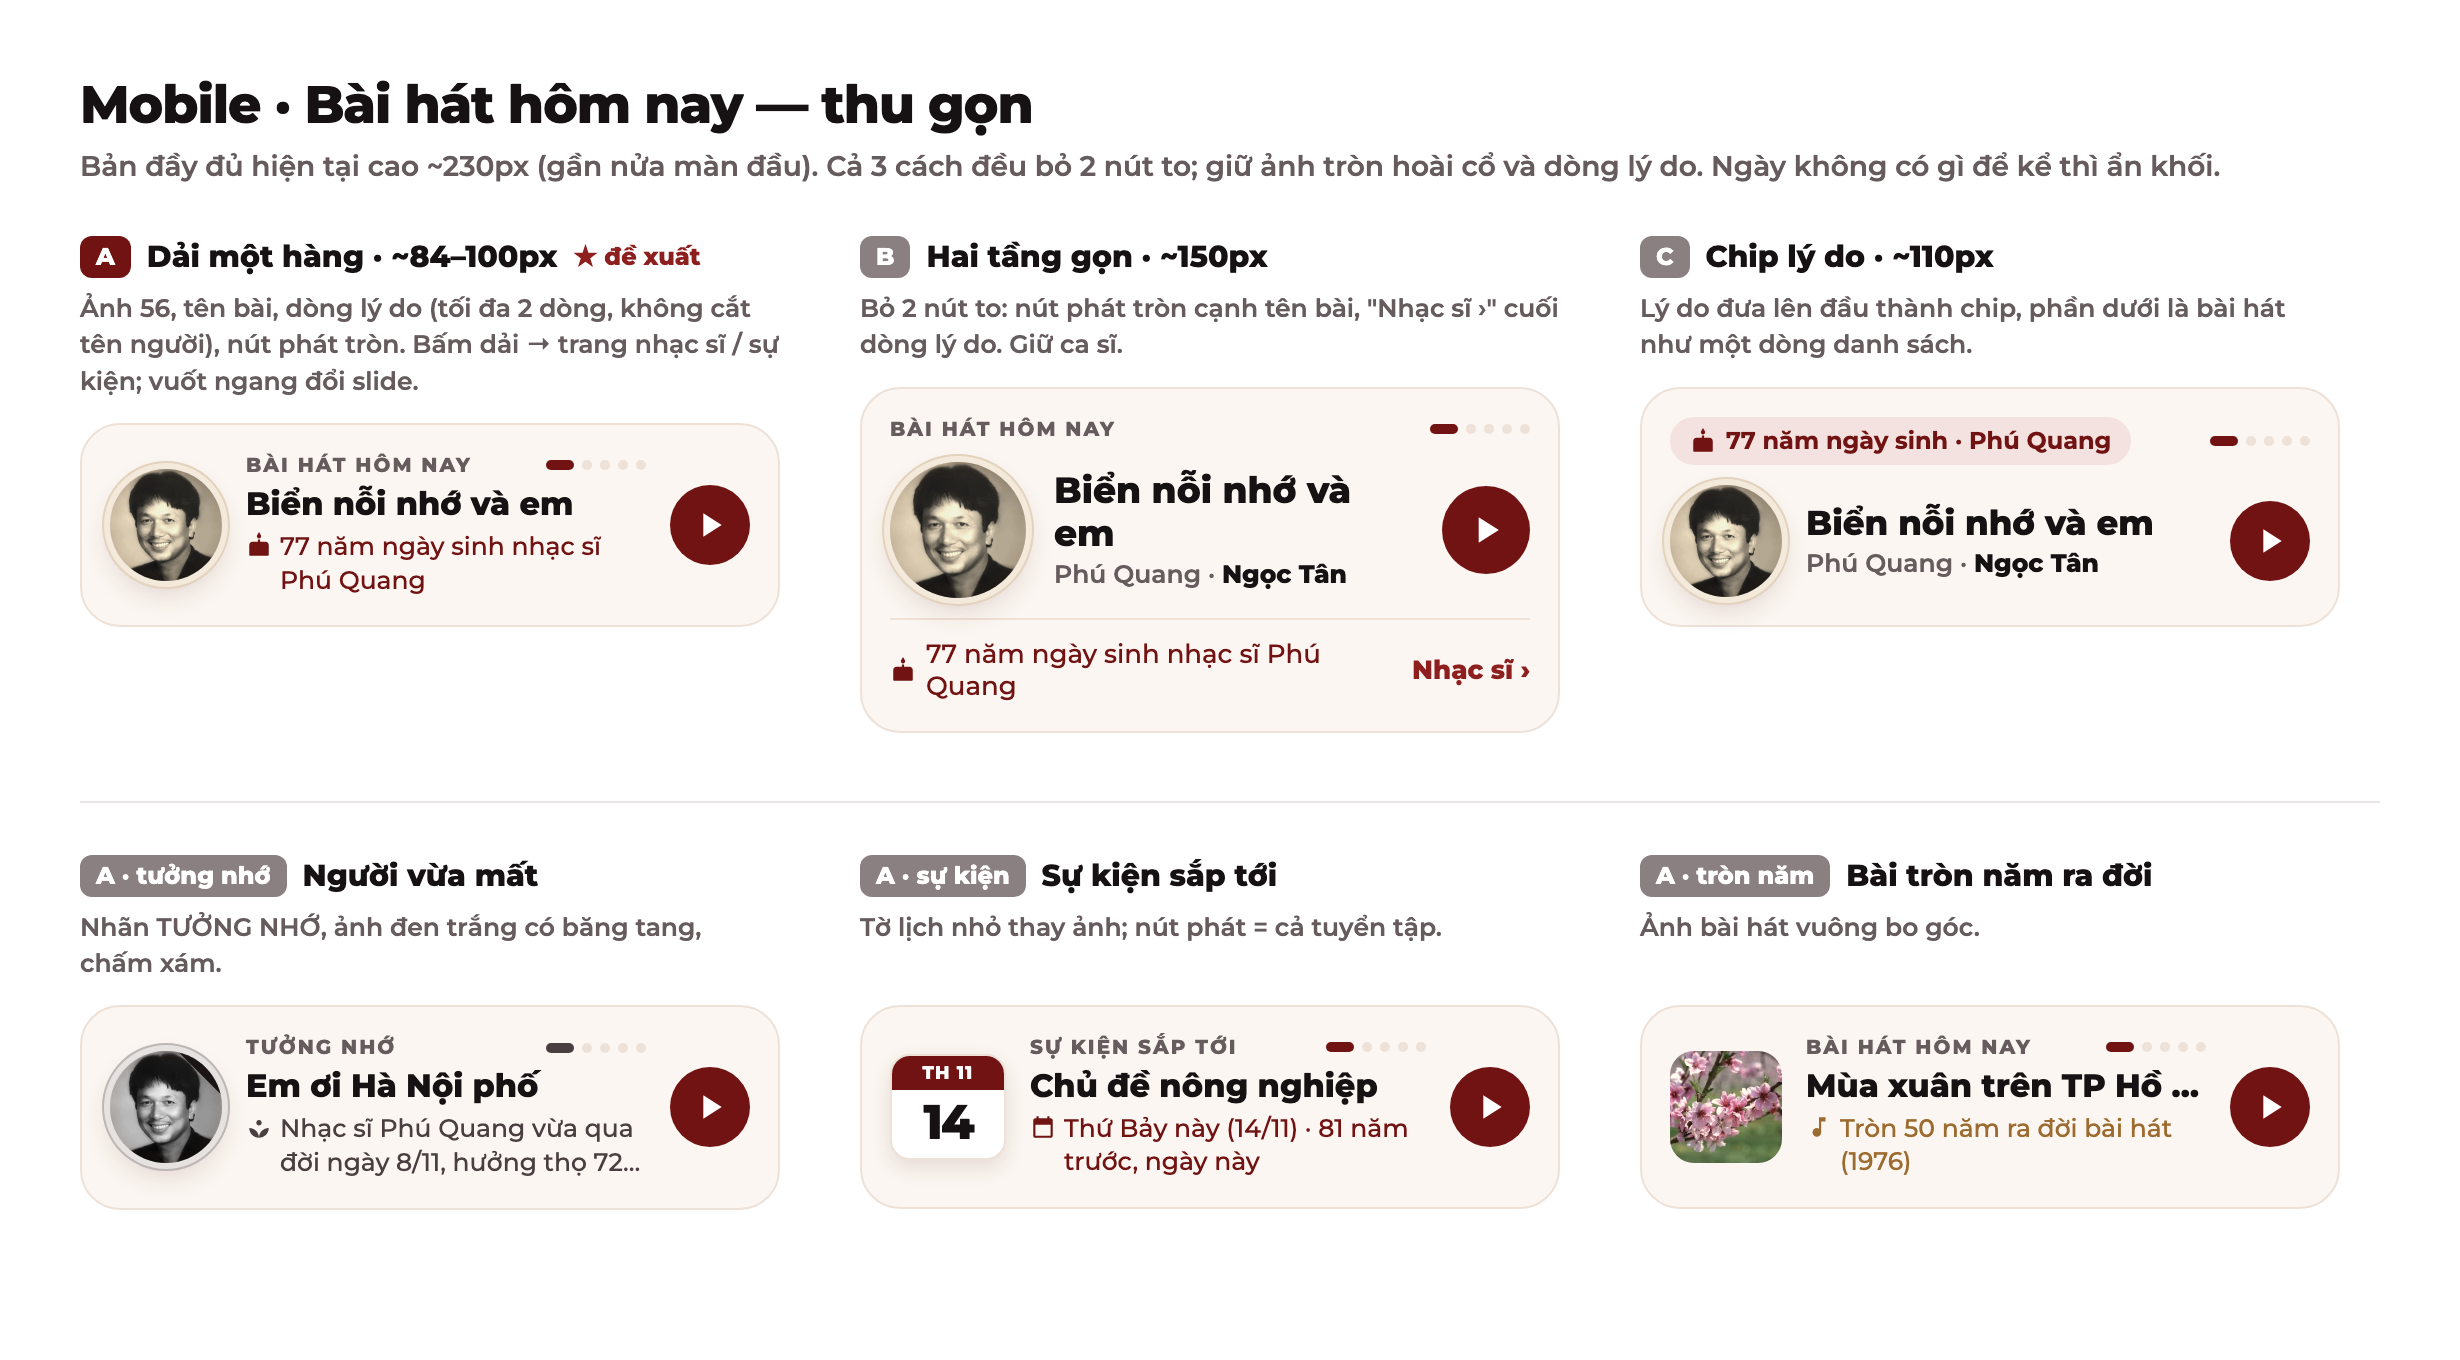 Mobile · Bài hát hôm nay — thu gọn
Bản đầy đủ hiện tại cao ~230px (gần nửa màn đầu). Cả 3 cách đều bỏ 2 nút to; giữ ảnh tròn hoài cổ và dòng lý do. Ngày không có gì để kể thì ẩn khối.
A Dải một hàng · ~84–100px ★ đề xuất
Ảnh 56, tên bài, dòng lý do (tối đa 2 dòng, không cắt
tên người), nút phát tròn. Bấm dải → trang nhạc sĩ / sự
kiện; vuốt ngang đổi slide.
BÀI HÁT HÔM NAY
Biển nỗi nhớ và em
77 năm ngày sinh nhạc sĩ
Phú Quang
B Hai tầng gọn · ~150px
Bỏ 2 nút to: nút phát tròn cạnh tên bài, "Nhạc sĩ ›" cuối
dòng lý do. Giữ ca sĩ.
BÀI HÁT HÔM NAY
Biển nỗi nhớ và
em
Phú Quang · Ngọc Tân
77 năm ngày sinh nhạc sĩ Phú
Quang
Nhạc sĩ ›
C Chip lý do · ~110px
Lý do đưa lên đầu thành chip, phần dưới là bài hát
như một dòng danh sách.
77 năm ngày sinh · Phú Quang
Biển nỗi nhớ và em
Phú Quang · Ngọc Tân
A · tưởng nhớ Người vừa mất
Nhãn TƯỞNG NHỚ, ảnh đen trắng có băng tang,
chấm xám.
TƯỞNG NHỚ
Em ơi Hà Nội phố
Nhạc sĩ Phú Quang vừa qua
đời ngày 8/11, hưởng thọ 72...
A · sự kiện Sự kiện sắp tới
Tờ lịch nhỏ thay ảnh; nút phát = cả tuyển tập.
TH 11
14
SỰ KIỆN SẮP TỚI
Chủ đề nông nghiệp
Thứ Bảy này (14/11) · 81 năm
trước, ngày này
A · tròn năm Bài tròn năm ra đời
Ảnh bài hát vuông bo góc.
BÀI HÁT HÔM NAY
Mùa xuân trên TP Hồ ...
Tròn 50 năm ra đời bài hát
(1976)